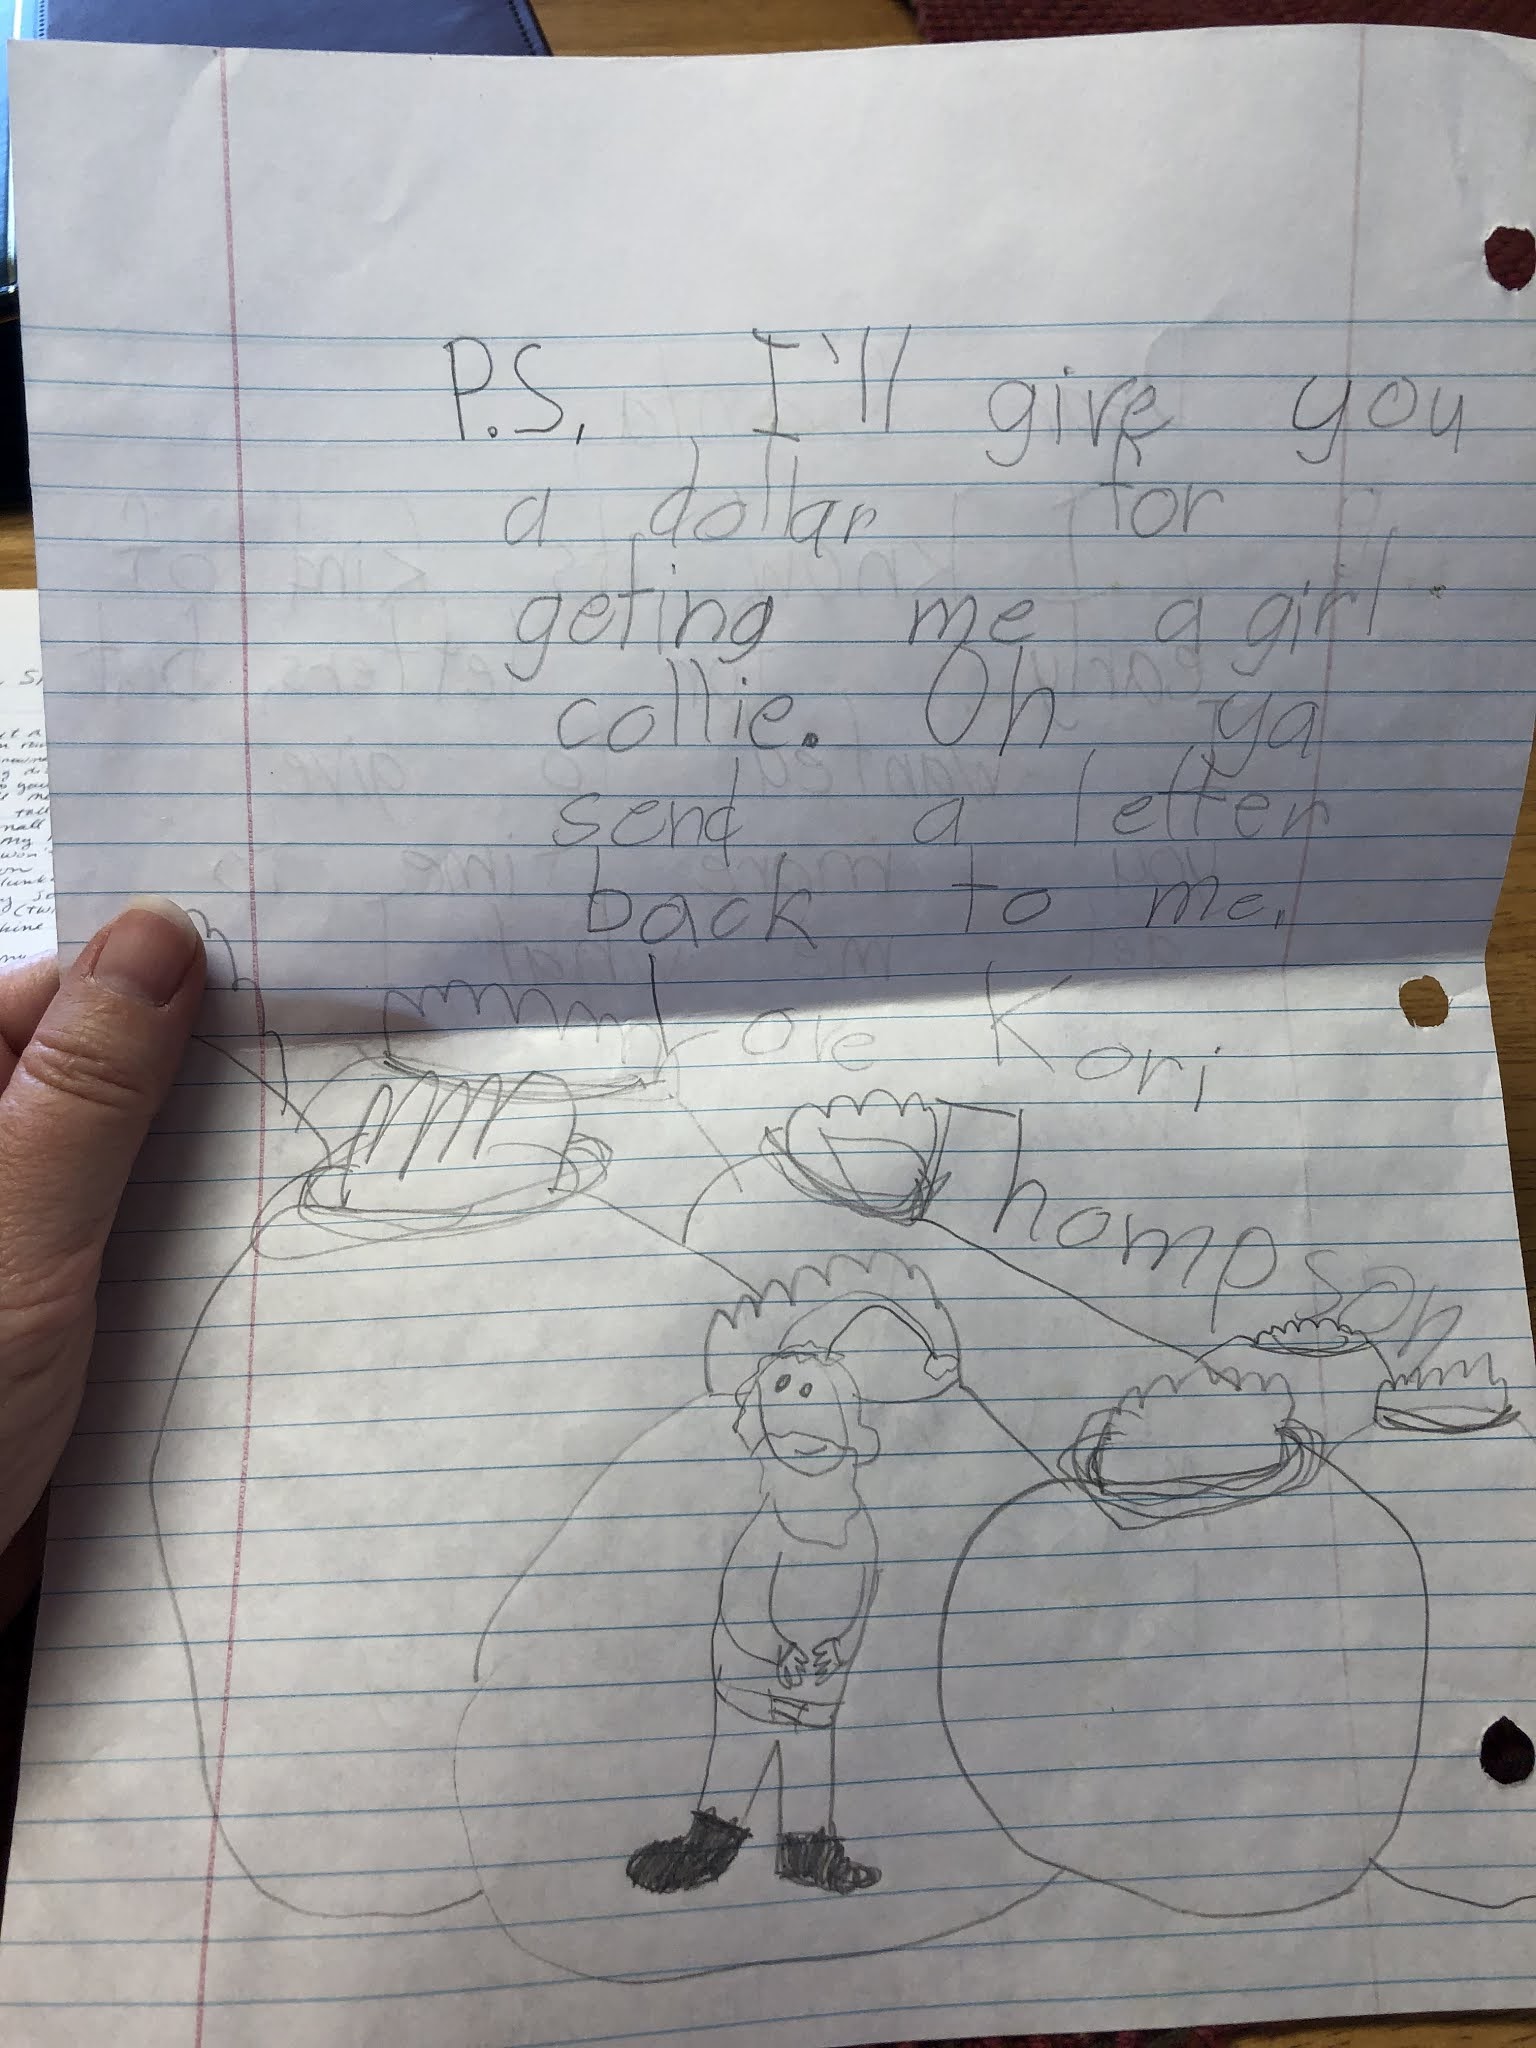 P.S. I'll give you
a dollar for
geting me a girl
collie. Oh ya
send a letter
back to me.
Love Kori
Thompson